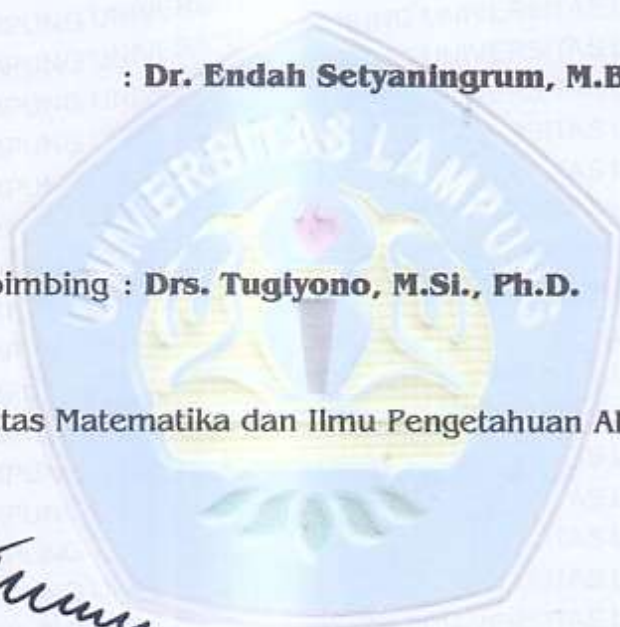 : Dr. Endah Setyaningrum, M.B
bimbing : Drs. Tugiyono, M.Si., Ph.D.
tas Matematika dan Ilmu Pengetahuan Al
UNIVERSITAS LAMPUNG